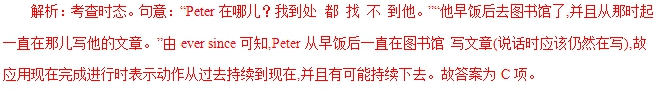 解析：考查时态。句意：“Peter 在哪儿？我到处 都 找 不 到他。”“他早饭后去图书馆了,并且从那时起
一直在那儿写他的文章。”由 ever since 可知,Peter 从早饭后一直在图书馆 写文章(说话时应该仍然在写),故
应用现在完成进行时表示动作从过去持续到现在,并且有可能持续下去。故答案为 C 项。